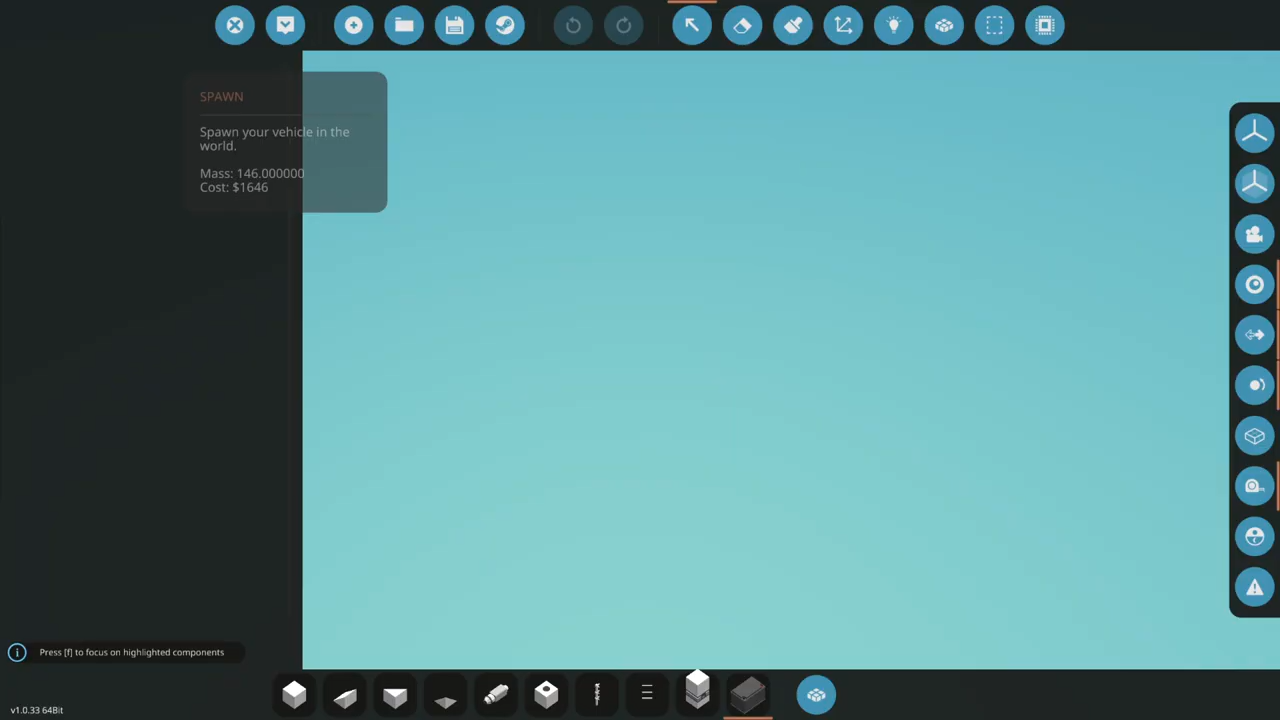 SPAWN
Spawn your vehicle in the
world.
Mass: 146.000000
Cost: $1646
Press [f] to focus on highlighted components
v1.0.33 64Bit